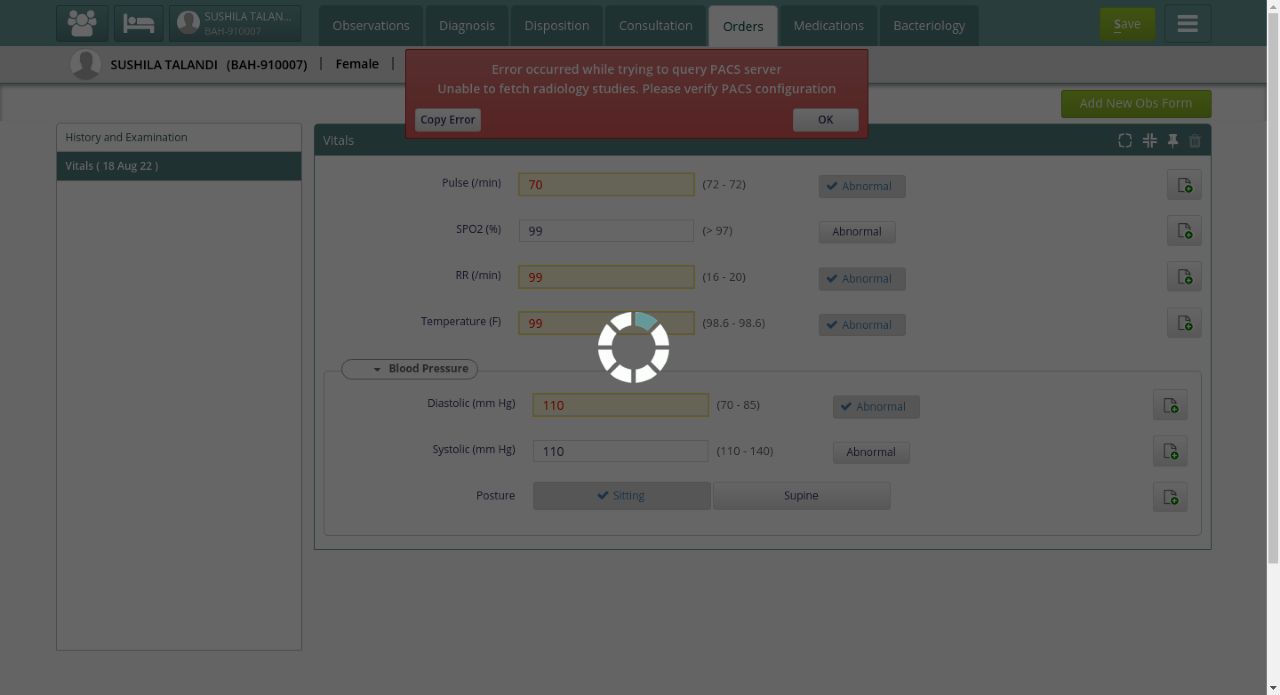 SUSHILA TALAN...
BAH-910007
Observations
Diagnosis
Disposition
Consultation
Orders
Medications
Bacteriology
Save
SUSHILA TALANDI (BAH-910007) | Female |
Error occurred while trying to query PACS server
Unable to fetch radiology studies. Please verify PACS configuration
Copy Error
OK
Add New Obs Form
History and Examination
Vitals ( 18 Aug 22 )
Vitals
Pulse (/min) 70 (72 - 72) Abnormal
SPO2 (%) 99 (> 97) Abnormal
RR (/min) 99 (16 - 20) Abnormal
Temperature (F) 99 (98.6 - 98.6) Abnormal
Blood Pressure
Diastolic (mm Hg) 110 (70 - 85) Abnormal
Systolic (mm Hg) 110 (110 - 140) Abnormal
Posture Sitting Supine